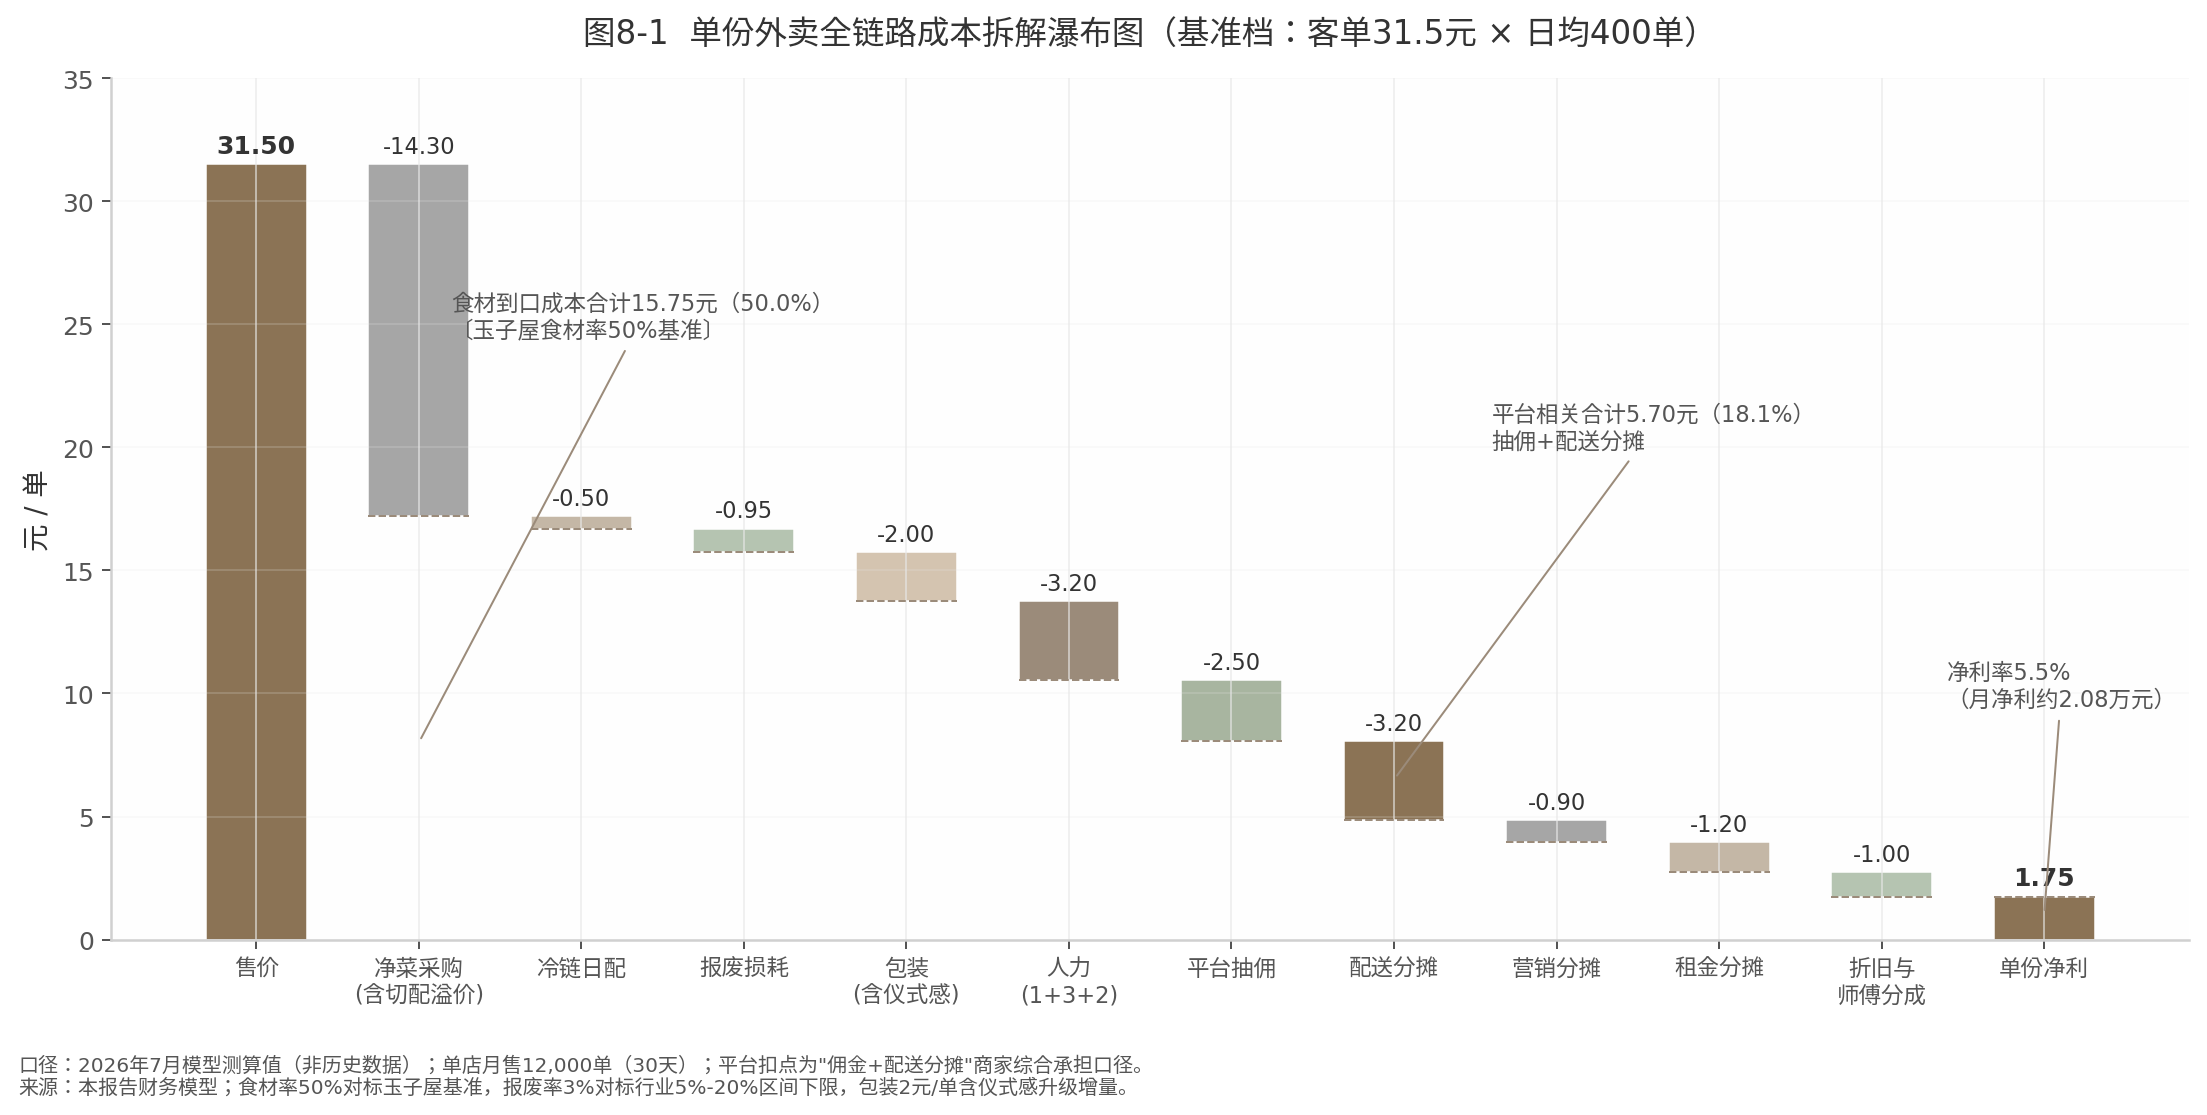 图8-1 单份外卖全链路成本拆解瀑布图（基准档：客单31.5元 × 日均400单）
元 / 单
35
30
25
20
15
10
5
0
31.50
-14.30
-0.50
-0.95
-2.00
-3.20
-2.50
-3.20
-0.90
-1.20
-1.00
1.75
食材到口成本合计15.75元（50.0%）
〔玉子屋食材率50%基准〕
平台相关合计5.70元（18.1%）
抽佣+配送分摊
净利率5.5%
（月净利约2.08万元）
售价
净菜采购
(含切配溢价)
冷链日配
报废损耗
包装
(含仪式感)
人力
(1+3+2)
平台抽佣
配送分摊
营销分摊
租金分摊
折旧与
师傅分成
单份净利
口径：2026年7月模型测算值（非历史数据）；单店月售12,000单（30天）；平台扣点为"佣金+配送分摊"商家综合承担口径。
来源：本报告财务模型；食材率50%对标玉子屋基准，报废率3%对标行业5%-20%区间下限，包装2元/单含仪式感升级增量。